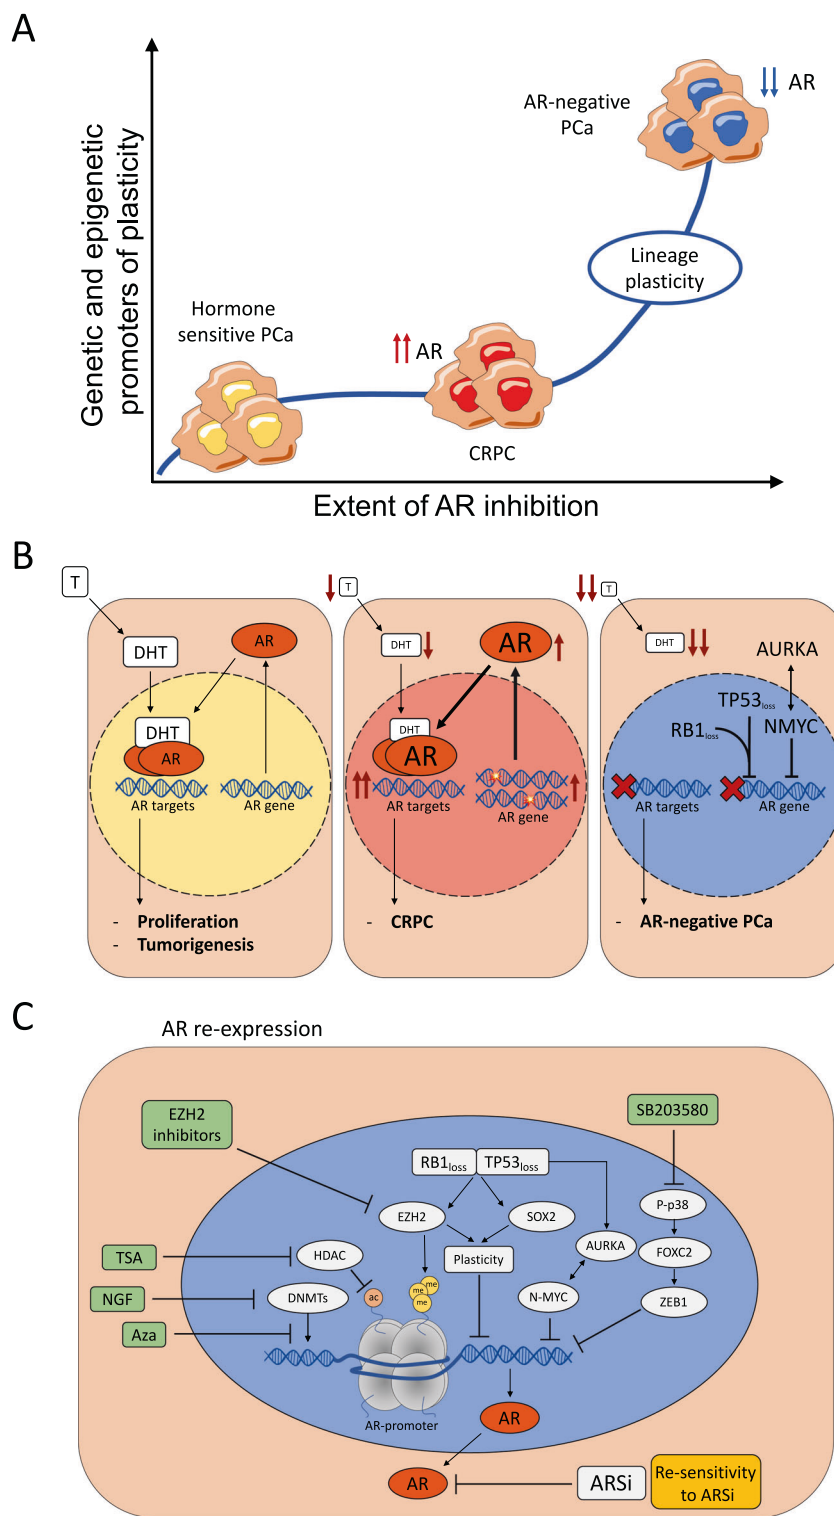 A
Genetic and epigenetic
promoters of plasticity
Hormone
sensitive PCa
AR
CRPC
AR-negative
PCa
AR
Lineage
plasticity
Extent of AR inhibition
B
T
DHT
AR
DHT
AR
AR targets
AR gene
- Proliferation
- Tumorigenesis
T
DHT
AR
DHT
AR
AR targets
AR gene
- CRPC
T
DHT
AURKA
TP53loss
RB1loss
NMYC
AR targets
AR gene
- AR-negative PCa
C
AR re-expression
EZH2
inhibitors
SB203580
RB1loss
TP53loss
P-p38
EZH2
SOX2
TSA
HDAC
Plasticity
AURKA
FOXC2
NGF
DNMTs
ac
me
me
me
N-MYC
ZEB1
Aza
AR-promoter
AR
AR
ARSi
Re-sensitivity
to ARSi